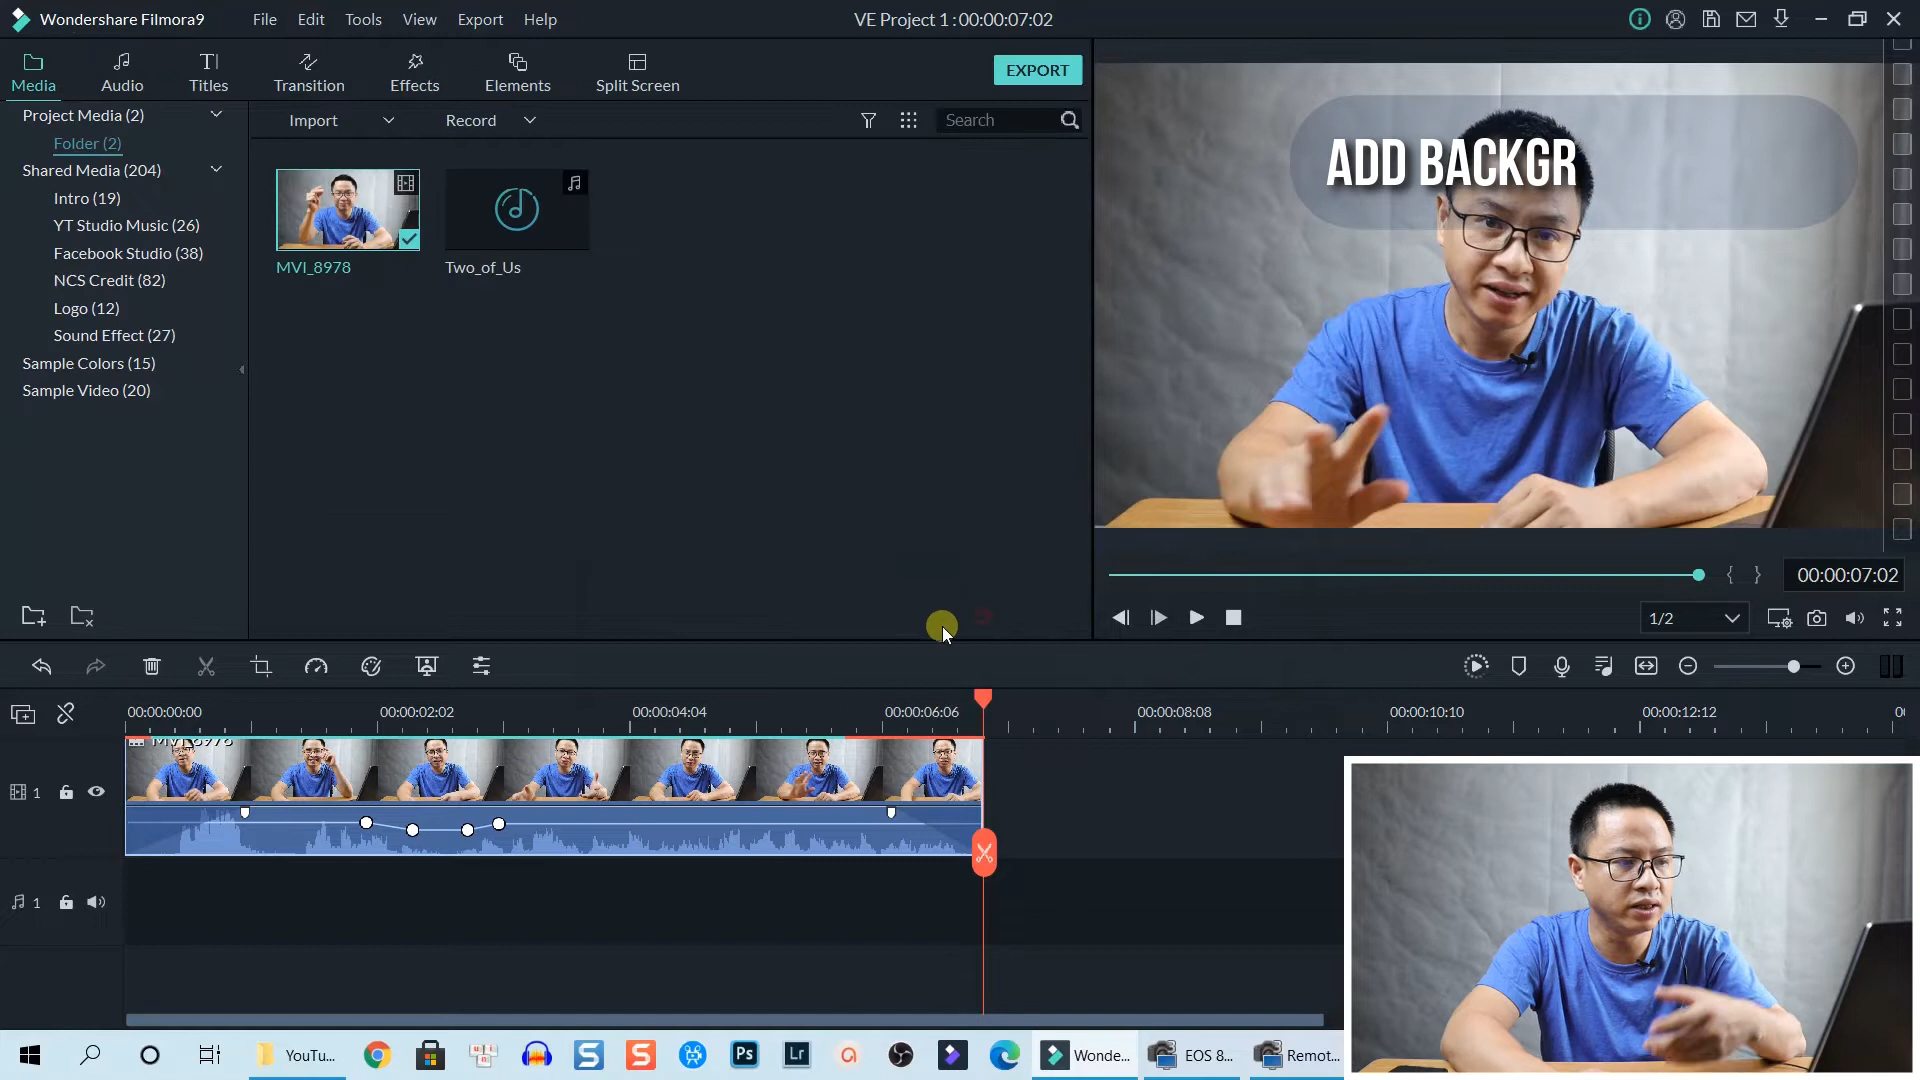 Wondershare Filmora9
File
Edit
Tools
View
Export
Help
VE Project 1 : 00:00:07:02
Media
Audio
Titles
Transition
Effects
Elements
Split Screen
EXPORT
Project Media (2)
Folder (2)
Shared Media (204)
Intro (19)
YT Studio Music (26)
Facebook Studio (38)
NCS Credit (82)
Logo (12)
Sound Effect (27)
Sample Colors (15)
Sample Video (20)
Import
Record
Search
MVI_8978
Two_of_Us
ADD BACKGR
00:00:07:02
1/2
00:00:00:00
00:00:02:02
00:00:04:04
00:00:06:06
00:00:08:08
00:00:10:10
00:00:12:12
MVI_8978
1
1
YouTu...
Ps
Lr
Wonde...
EOS 8...
Remot...